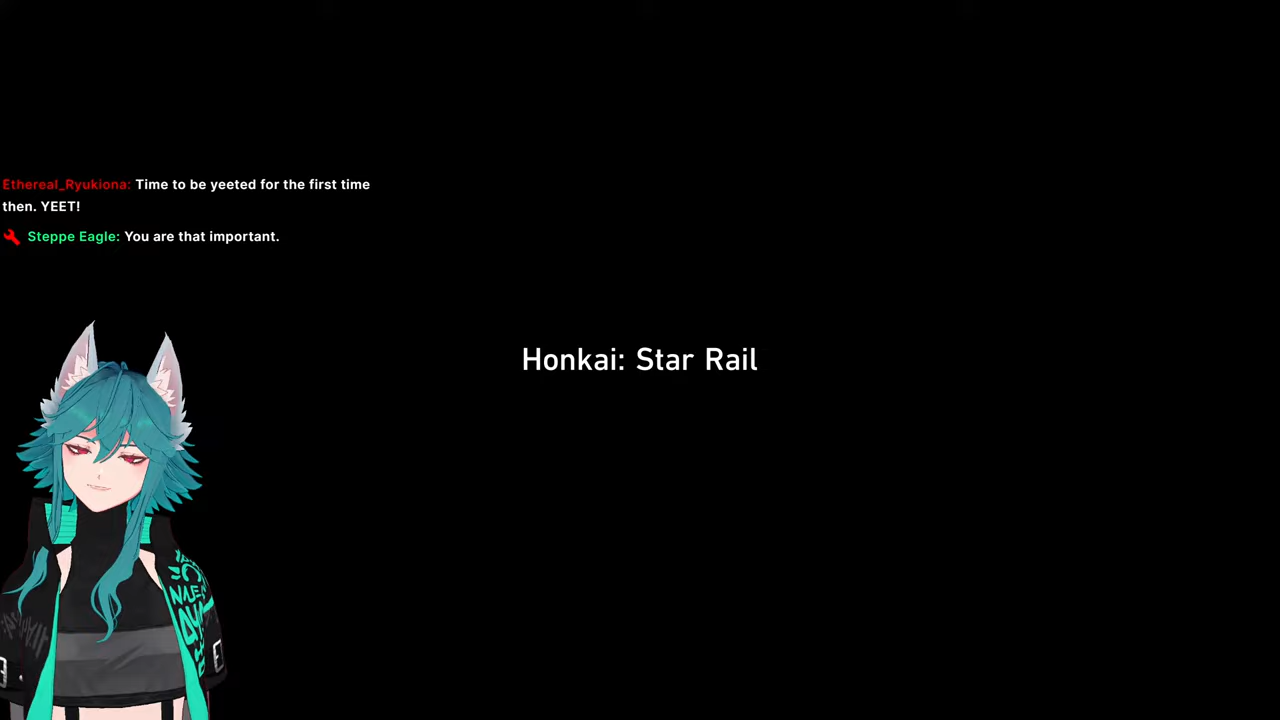 Ethereal_Ryukiona: Time to be yeeted for the first time
then. YEET!
Steppe Eagle: You are that important.
Honkai: Star Rail